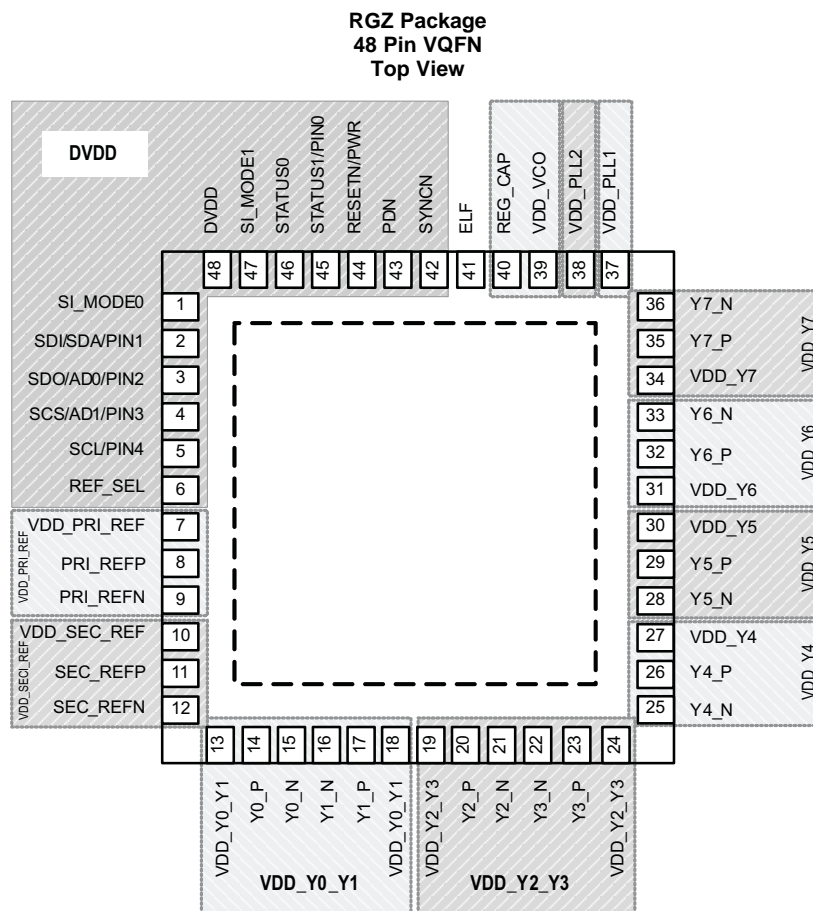 RGZ Package
48 Pin VQFN
Top View
DVDD
DVDD
SI_MODE1
STATUS0
STATUS1/PIN0
RESETN/PWR
PDN
SYNCN
ELF
REG_CAP
VDD_VCO
VDD_PLL2
VDD_PLL1
48
47
46
45
44
43
42
41
40
39
38
37
SI_MODE0 1
SDI/SDA/PIN1 2
SDO/AD0/PIN2 3
SCS/AD1/PIN3 4
SCL/PIN4 5
REF_SEL 6
VDD_PRI_REF 7
PRI_REFP 8
PRI_REFN 9
VDD_PRI_REF
VDD_SEC_REF 10
SEC_REFP 11
SEC_REFN 12
VDD_SECI_REF
36 Y7_N
35 Y7_P
34 VDD_Y7
VDD_Y7
33 Y6_N
32 Y6_P
31 VDD_Y6
VDD_Y6
30 VDD_Y5
29 Y5_P
28 Y5_N
VDD_Y5
27 VDD_Y4
26 Y4_P
25 Y4_N
VDD_Y4
13
14
15
16
17
18
19
20
21
22
23
24
VDD_Y0_Y1
Y0_P
Y0_N
Y1_N
Y1_P
VDD_Y0_Y1
VDD_Y2_Y3
Y2_P
Y2_N
Y3_N
Y3_P
VDD_Y2_Y3
VDD_Y0_Y1
VDD_Y2_Y3